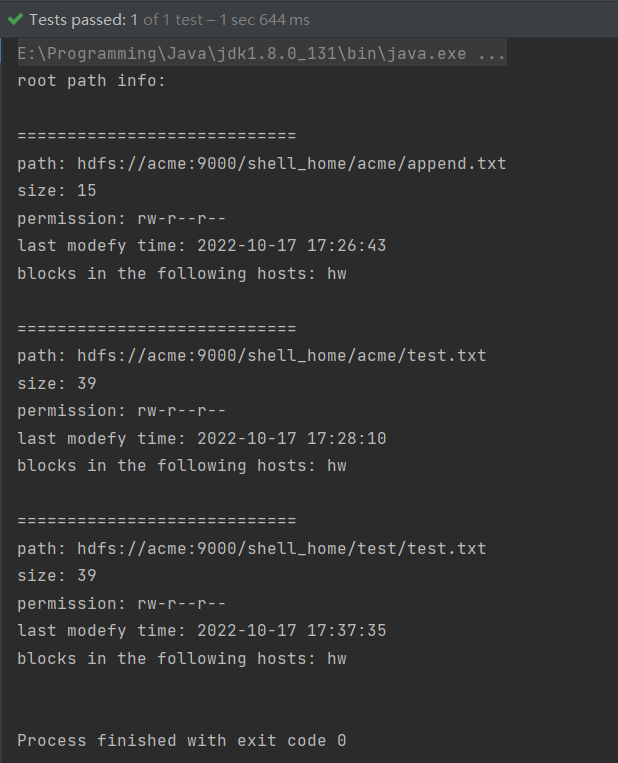 Tests passed: 1 of 1 test – 1 sec 644 ms
E:\Programming\Java\jdk1.8.0_131\bin\java.exe ...
root path info:
============================
path: hdfs://acme:9000/shell_home/acme/append.txt
size: 15
permission: rw-r--r--
last modefy time: 2022-10-17 17:26:43
blocks in the following hosts: hw
============================
path: hdfs://acme:9000/shell_home/acme/test.txt
size: 39
permission: rw-r--r--
last modefy time: 2022-10-17 17:28:10
blocks in the following hosts: hw
============================
path: hdfs://acme:9000/shell_home/test/test.txt
size: 39
permission: rw-r--r--
last modefy time: 2022-10-17 17:37:35
blocks in the following hosts: hw
Process finished with exit code 0